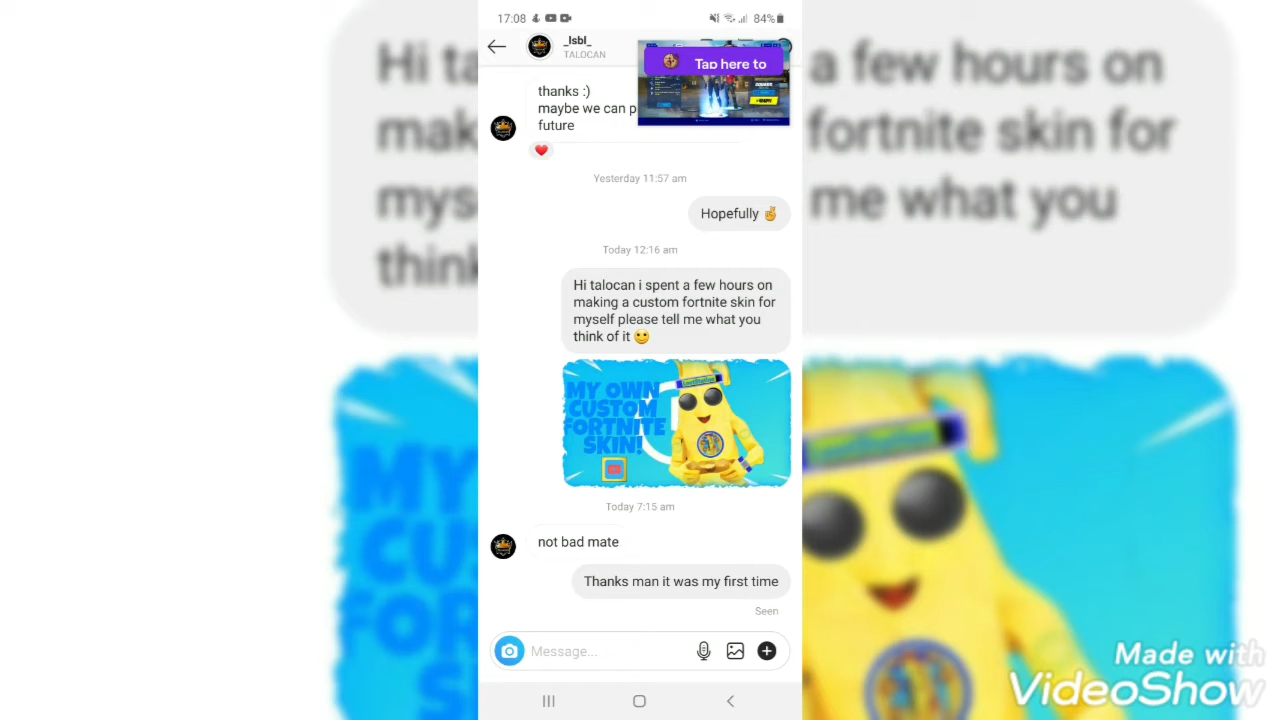 17:08
84%
_lsbl_
TALOCAN
Tap here to
thanks :)
maybe we can p
future
Yesterday 11:57 am
Hopefully 🤞
Today 12:16 am
Hi talocan i spent a few hours on
making a custom fortnite skin for
myself please tell me what you
think of it 🙂
MY OWN
CUSTOM
FORTNITE
SKIN!
Today 7:15 am
not bad mate
Thanks man it was my first time
Seen
Message...
Made with
VideoShow